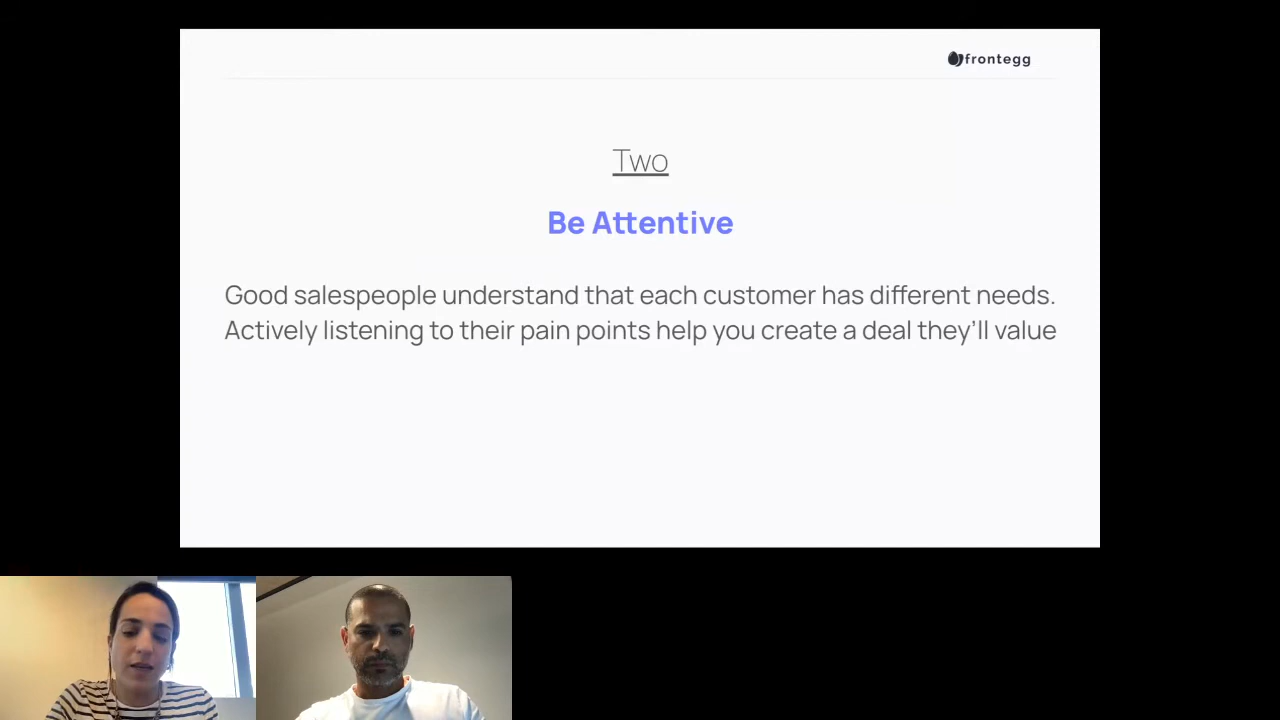 frontegg
Two
Be Attentive
Good salespeople understand that each customer has different needs.
Actively listening to their pain points help you create a deal they’ll value